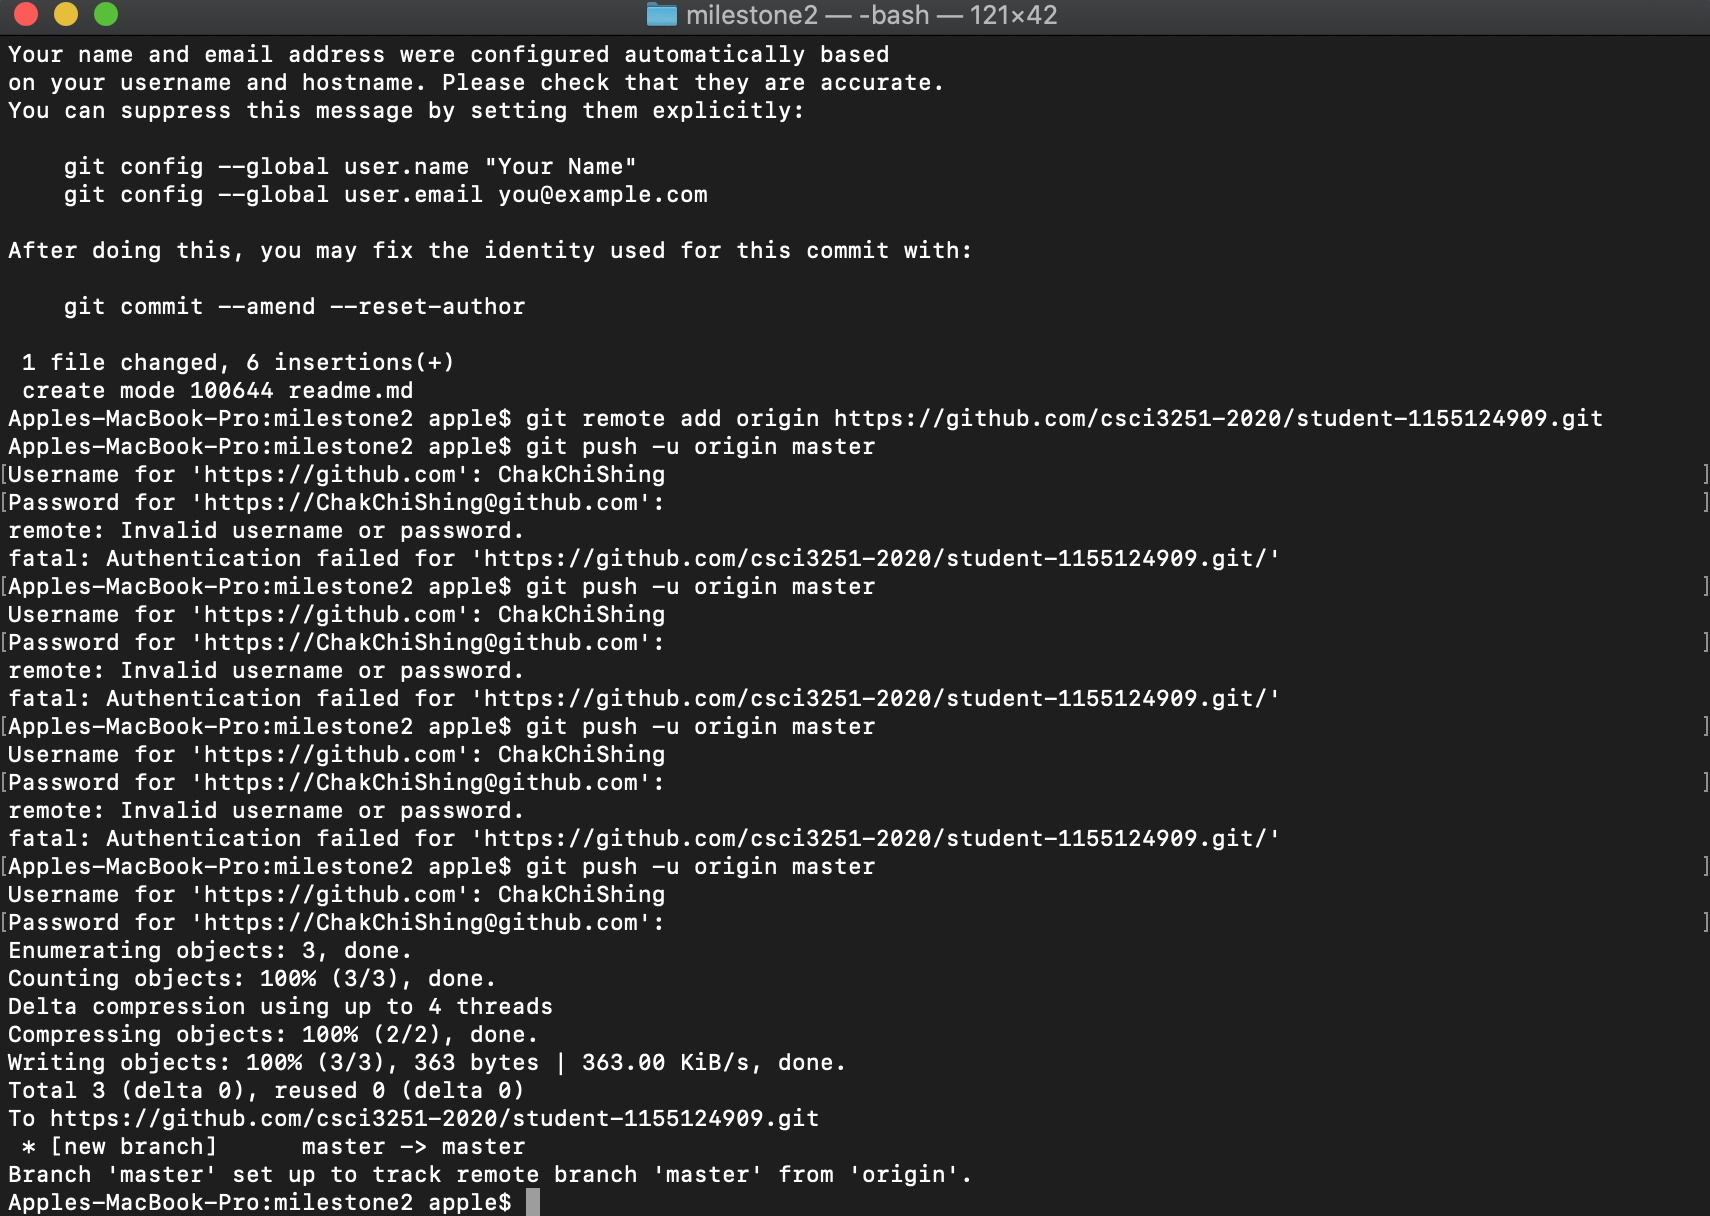 milestone2 — -bash — 121×42
Your name and email address were configured automatically based
on your username and hostname. Please check that they are accurate.
You can suppress this message by setting them explicitly:
    git config --global user.name "Your Name"
    git config --global user.email you@example.com
After doing this, you may fix the identity used for this commit with:
    git commit --amend --reset-author
 1 file changed, 6 insertions(+)
 create mode 100644 readme.md
Apples-MacBook-Pro:milestone2 apple$ git remote add origin https://github.com/csci3251-2020/student-1155124909.git
Apples-MacBook-Pro:milestone2 apple$ git push -u origin master
[Username for 'https://github.com': ChakChiShing ]
[Password for 'https://ChakChiShing@github.com': ]
remote: Invalid username or password.
fatal: Authentication failed for 'https://github.com/csci3251-2020/student-1155124909.git/'
[Apples-MacBook-Pro:milestone2 apple$ git push -u origin master ]
Username for 'https://github.com': ChakChiShing
[Password for 'https://ChakChiShing@github.com': ]
remote: Invalid username or password.
fatal: Authentication failed for 'https://github.com/csci3251-2020/student-1155124909.git/'
[Apples-MacBook-Pro:milestone2 apple$ git push -u origin master ]
Username for 'https://github.com': ChakChiShing
[Password for 'https://ChakChiShing@github.com': ]
remote: Invalid username or password.
fatal: Authentication failed for 'https://github.com/csci3251-2020/student-1155124909.git/'
[Apples-MacBook-Pro:milestone2 apple$ git push -u origin master ]
Username for 'https://github.com': ChakChiShing
[Password for 'https://ChakChiShing@github.com': ]
Enumerating objects: 3, done.
Counting objects: 100% (3/3), done.
Delta compression using up to 4 threads
Compressing objects: 100% (2/2), done.
Writing objects: 100% (3/3), 363 bytes | 363.00 KiB/s, done.
Total 3 (delta 0), reused 0 (delta 0)
To https://github.com/csci3251-2020/student-1155124909.git
 * [new branch]      master -> master
Branch 'master' set up to track remote branch 'master' from 'origin'.
Apples-MacBook-Pro:milestone2 apple$